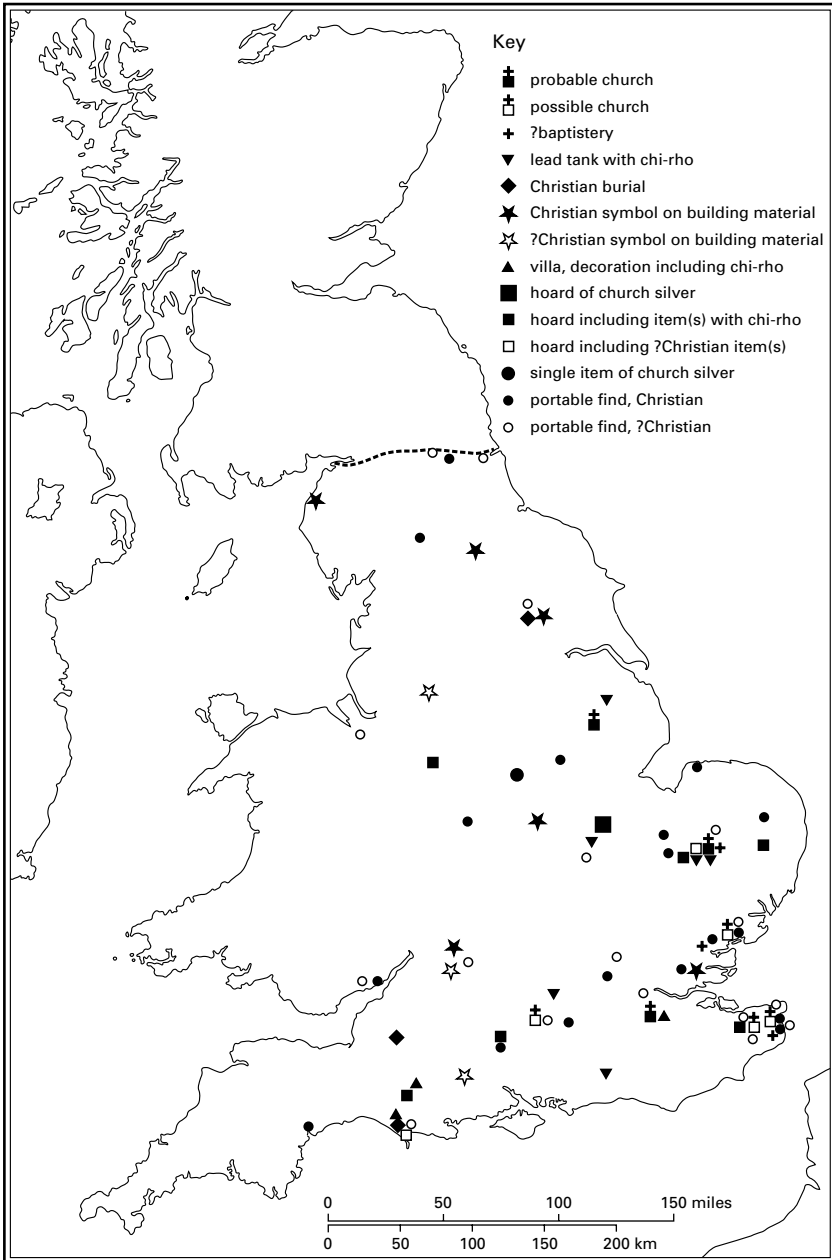 Key
probable church
possible church
?baptistery
lead tank with chi-rho
Christian burial
Christian symbol on building material
?Christian symbol on building material
villa, decoration including chi-rho
hoard of church silver
hoard including item(s) with chi-rho
hoard including ?Christian item(s)
single item of church silver
portable find, Christian
portable find, ?Christian
0 50 100 150 miles
0 50 100 150 200 km